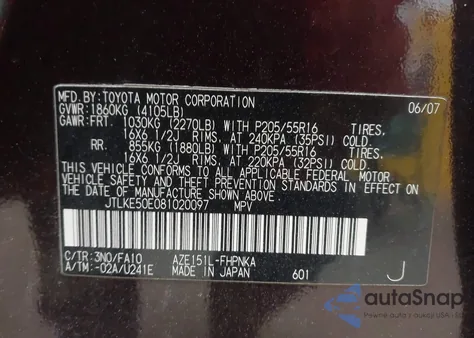 MFD.BY:TOYOTA MOTOR CORPORATION 06/07
GVWR:1860KG (4105LB)
GAWR:FRT. 1030KG (2270LB) WITH P205/55R16 TIRES,
16X6 1/2J RIMS, AT 240KPA (35PSI) COLD.
RR. 855KG (1880LB) WITH P205/55R16 TIRES,
16X6 1/2J RIMS, AT 220KPA (32PSI) COLD.
THIS VEHICLE CONFORMS TO ALL APPLICABLE FEDERAL MOTOR
VEHICLE SAFETY AND THEFT PREVENTION STANDARDS IN
EFFECT ON THE DATE OF MANUFACTURE SHOWN ABOVE.
JTLKE50E081020097 MPV
C/TR:3N0/FA10 AZE151L-FHPNKA
A/TM:-02A/U241E MADE IN JAPAN 601 J
autoSnap
Pewne auto z USA